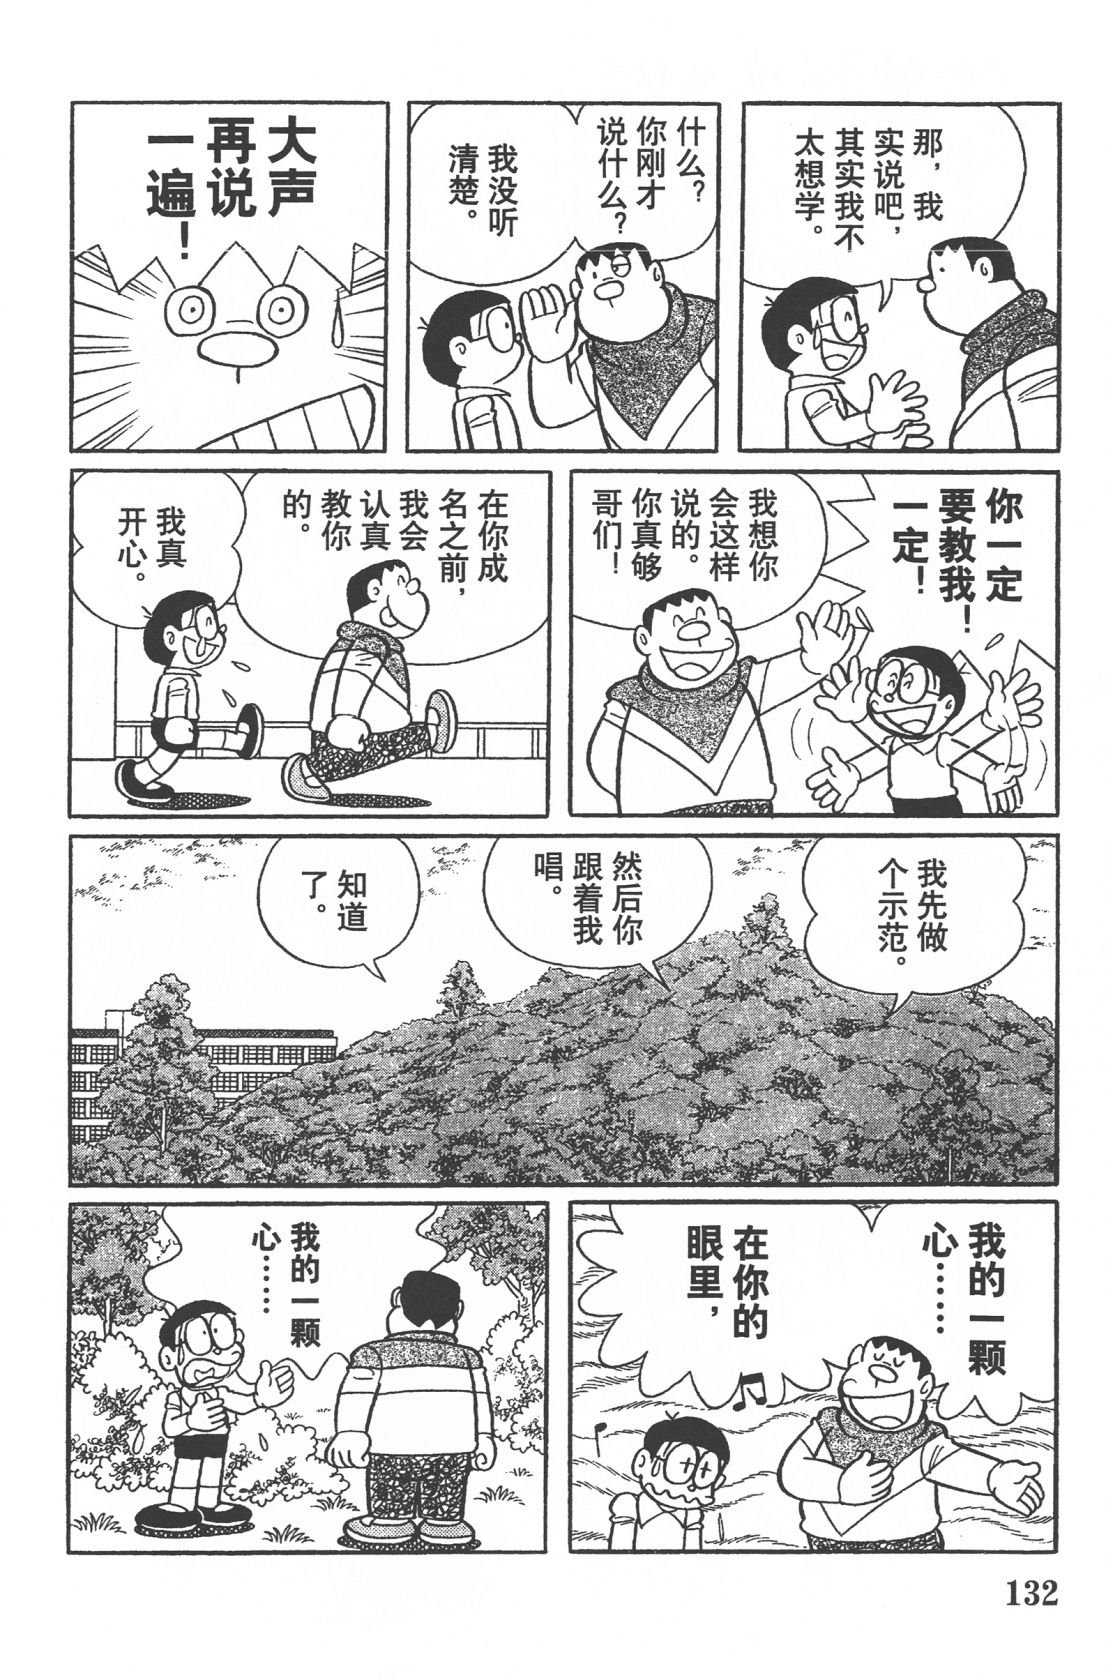 那，我
实说吧，
其实我不
太想学。
什么？
你刚才
说什么？
我没听
清楚。
大声
再说
一遍！
你一定
要教我！
一定！
我想你
会这样
说的。
你真够
哥们！
在你成
名之前，
我会
认真
教你
的。
我真
开心。
我先做
个示范。
然后你
跟着我
唱。
知道
了。
我的一颗
心……
在你的
眼里，
我的一颗
心……
132